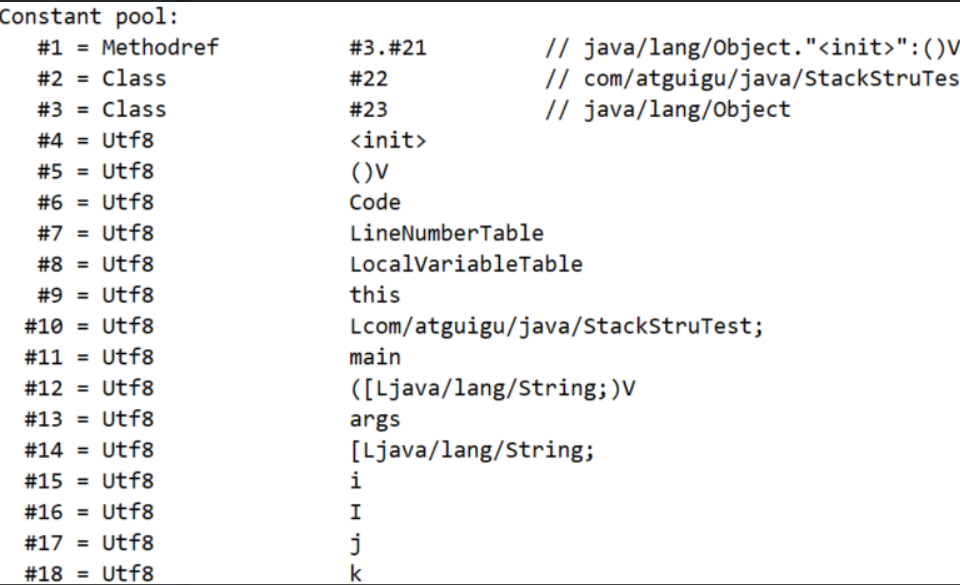 Constant pool:
#1 = Methodref #3.#21 // java/lang/Object."<init>":()V
#2 = Class #22 // com/atguigu/java/StackStruTes
#3 = Class #23 // java/lang/Object
#4 = Utf8 <init>
#5 = Utf8 ()V
#6 = Utf8 Code
#7 = Utf8 LineNumberTable
#8 = Utf8 LocalVariableTable
#9 = Utf8 this
#10 = Utf8 Lcom/atguigu/java/StackStruTest;
#11 = Utf8 main
#12 = Utf8 ([Ljava/lang/String;)V
#13 = Utf8 args
#14 = Utf8 [Ljava/lang/String;
#15 = Utf8 i
#16 = Utf8 I
#17 = Utf8 j
#18 = Utf8 k